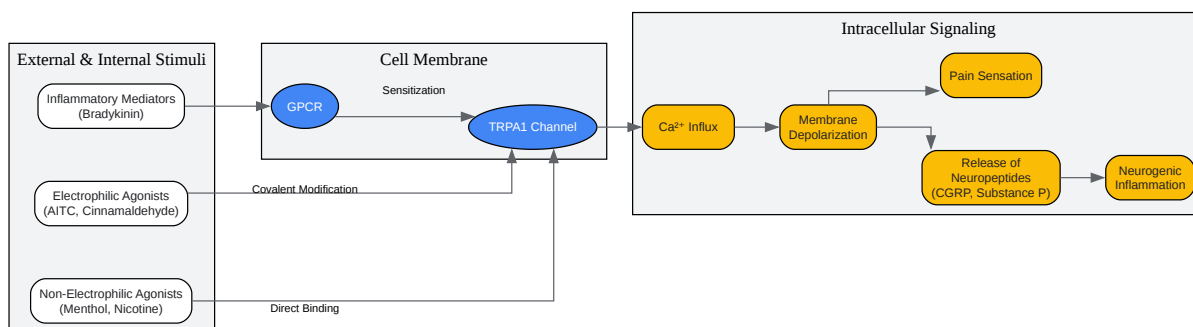 External & Internal Stimuli
Inflammatory Mediators
(Bradykinin)
Electrophilic Agonists
(AITC, Cinnamaldehyde)
Non-Electrophilic Agonists
(Menthol, Nicotine)
Cell Membrane
GPCR
Sensitization
TRPA1 Channel
Covalent Modification
Direct Binding
Intracellular Signaling
Ca²⁺ Influx
Membrane
Depolarization
Pain Sensation
Release of
Neuropeptides
(CGRP, Substance P)
Neurogenic
Inflammation